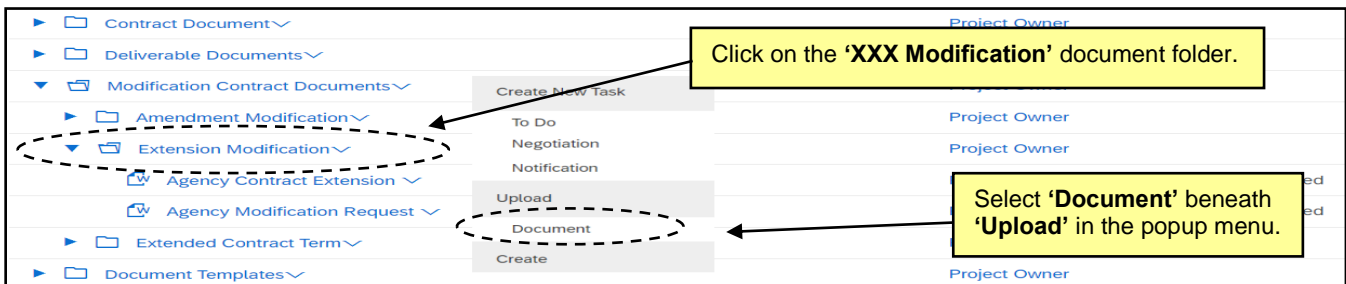 Contract Document
Project Owner
Deliverable Documents
Click on the ‘XXX Modification’ document folder.
Modification Contract Documents
Create New Task
Amendment Modification
To Do
Project Owner
Negotiation
Extension Modification
Project Owner
Notification
Agency Contract Extension
ed
Upload
Select ‘Document’ beneath
‘Upload’ in the popup menu.
Agency Modification Request
ed
Document
Extended Contract Term
Create
Document Templates
Project Owner